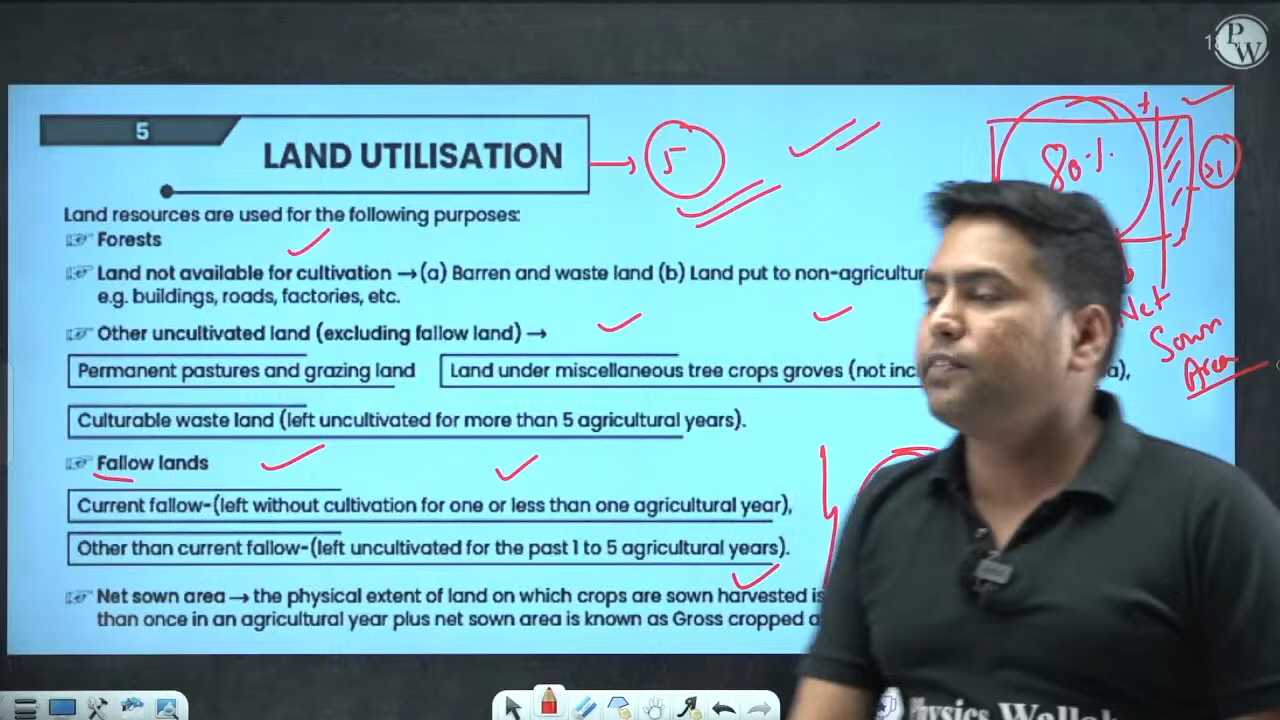 PW
5
LAND UTILISATION
5
80%
Land resources are used for the following purposes:
Forests
Land not available for cultivation → (a) Barren and waste land (b) Land put to
e.g. buildings, roads, factories, etc.
Other uncultivated land (excluding fallow land) →
Net
Sown
Area
Permanent pastures and grazing land
Land under miscellaneous tree crops groves (not
Culturable waste land (left uncultivated for more than 5 agricultural years).
Fallow lands
Current fallow-(left without cultivation for one or less than one agricultural year),
Other than current fallow-(left uncultivated for the past 1 to 5 agricultural years).
Net sown area → the physical extent of land on which crops are sown harvested is
than once in an agricultural year plus net sown area is known as Gross cropped
Physics